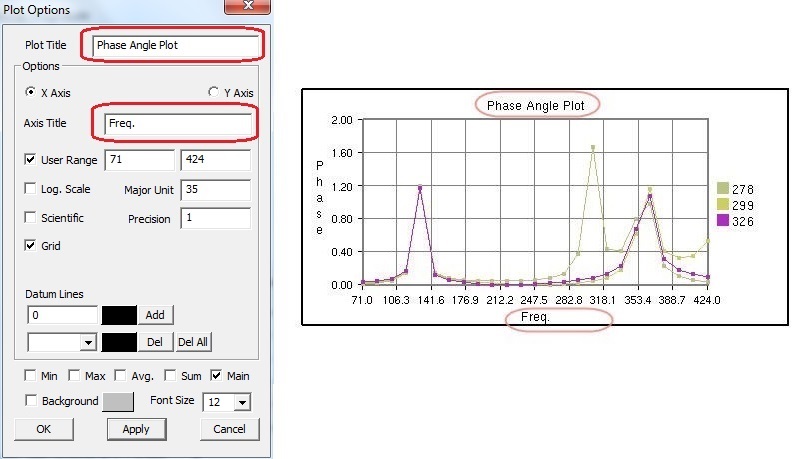 Plot Options
Plot Title Phase Angle Plot
Options
X Axis Y Axis
Axis Title Freq.
User Range 71 424
Log. Scale Major Unit 35
Scientific Precision 1
Grid
Datum Lines
0 Add
Del Del All
Min Max Avg. Sum Main
Background Font Size 12
OK Apply Cancel
Phase Angle Plot
2.00
1.60
1.20
0.80
0.40
0.00
Phase
71.0 106.3 141.6 176.9 212.2 247.5 282.8 318.1 353.4 388.7 424.0
Freq.
278
299
326